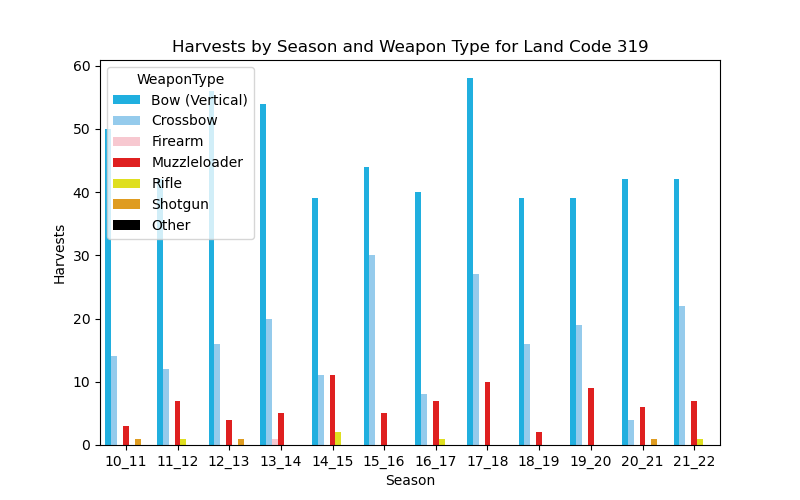 Harvests by Season and Weapon Type for Land Code 319
60
50
40
30
20
10
0
Harvests
WeaponType
Bow (Vertical)
Crossbow
Firearm
Muzzleloader
Rifle
Shotgun
Other
10_11 11_12 12_13 13_14 14_15 15_16 16_17 17_18 18_19 19_20 20_21 21_22
Season